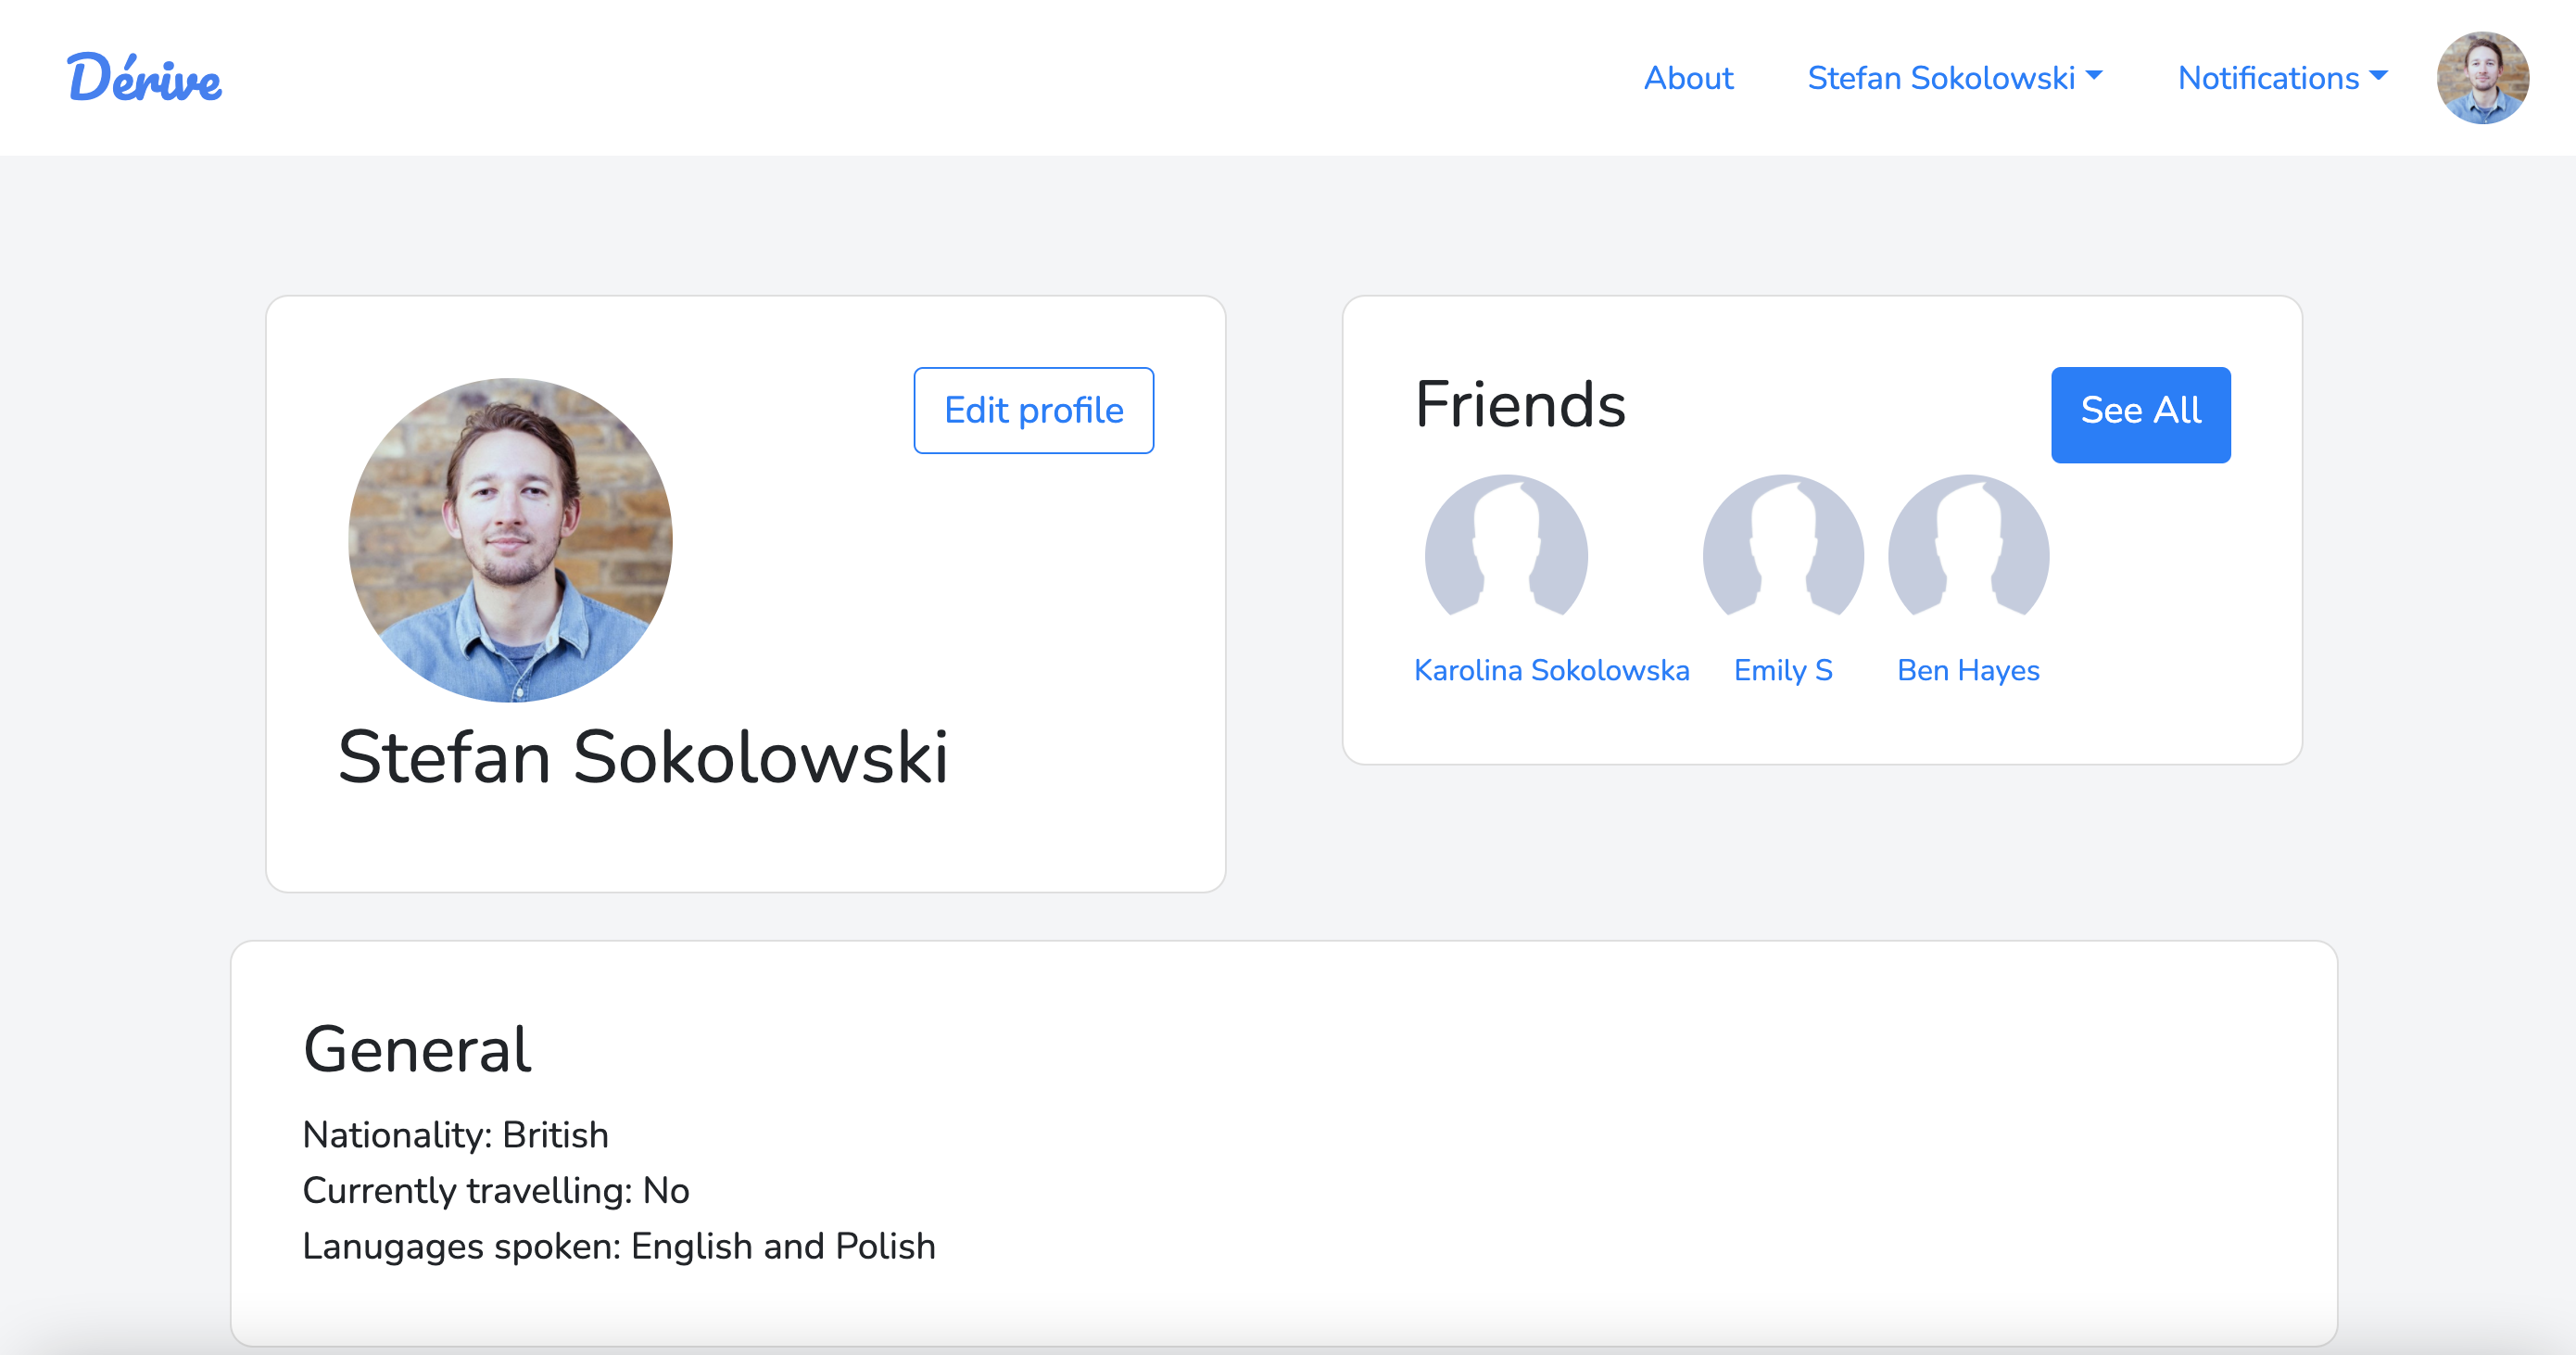 Dérive
About Stefan Sokolowski Notifications
Edit profile
Stefan Sokolowski
Friends
See All
Karolina Sokolowska Emily S Ben Hayes
General
Nationality: British
Currently travelling: No
Lanugages spoken: English and Polish